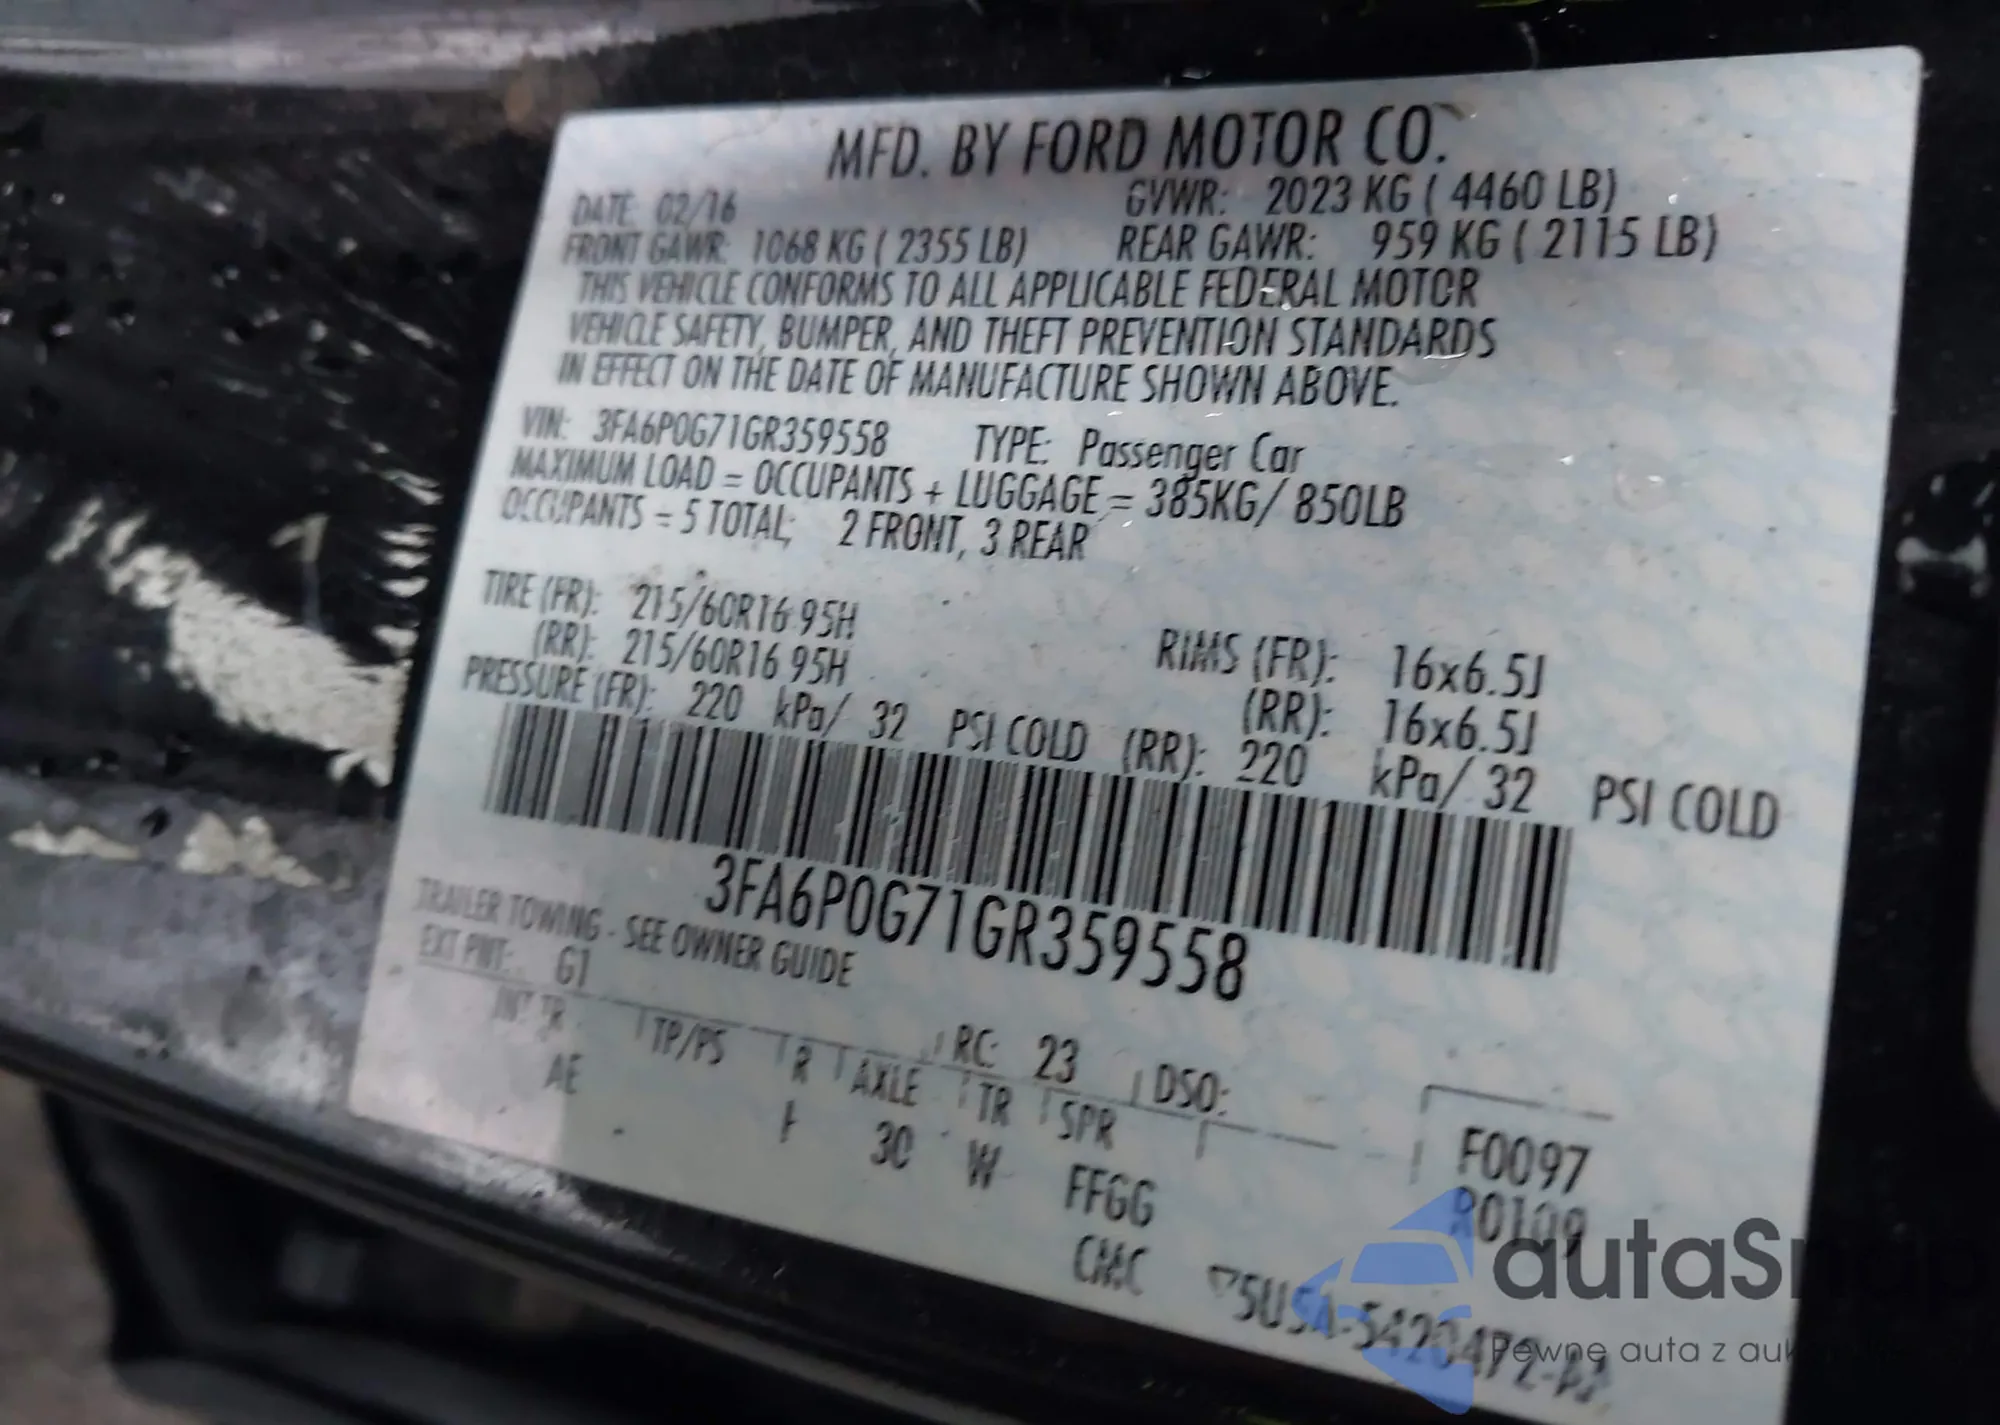 MFD. BY FORD MOTOR CO.
DATE: 02/16 GVWR: 2023 KG ( 4460 LB)
FRONT GAWR: 1068 KG ( 2355 LB) REAR GAWR: 959 KG ( 2115 LB)
THIS VEHICLE CONFORMS TO ALL APPLICABLE FEDERAL MOTOR
VEHICLE SAFETY, BUMPER, AND THEFT PREVENTION STANDARDS
IN EFFECT ON THE DATE OF MANUFACTURE SHOWN ABOVE.
VIN: 3FA6P0G71GR359558 TYPE: Passenger Car
MAXIMUM LOAD = OCCUPANTS + LUGGAGE = 385KG/ 850LB
OCCUPANTS = 5 TOTAL; 2 FRONT, 3 REAR
TIRE (FR): 215/60R16 95H RIMS (FR): 16x6.5J
(RR): 215/60R16 95H (RR): 16x6.5J
PRESSURE (FR): 220 kPa/ 32 PSI COLD (RR): 220 kPa/ 32 PSI COLD
3FA6P0G71GR359558
TRAILER TOWING - SEE OWNER GUIDE
EXT PNT: G1 RC: 23 DSO:
INT TR TP/PS R AXLE TR SPR F0097
AE 30 W FFGG R0109
CMC
Pewne auta z